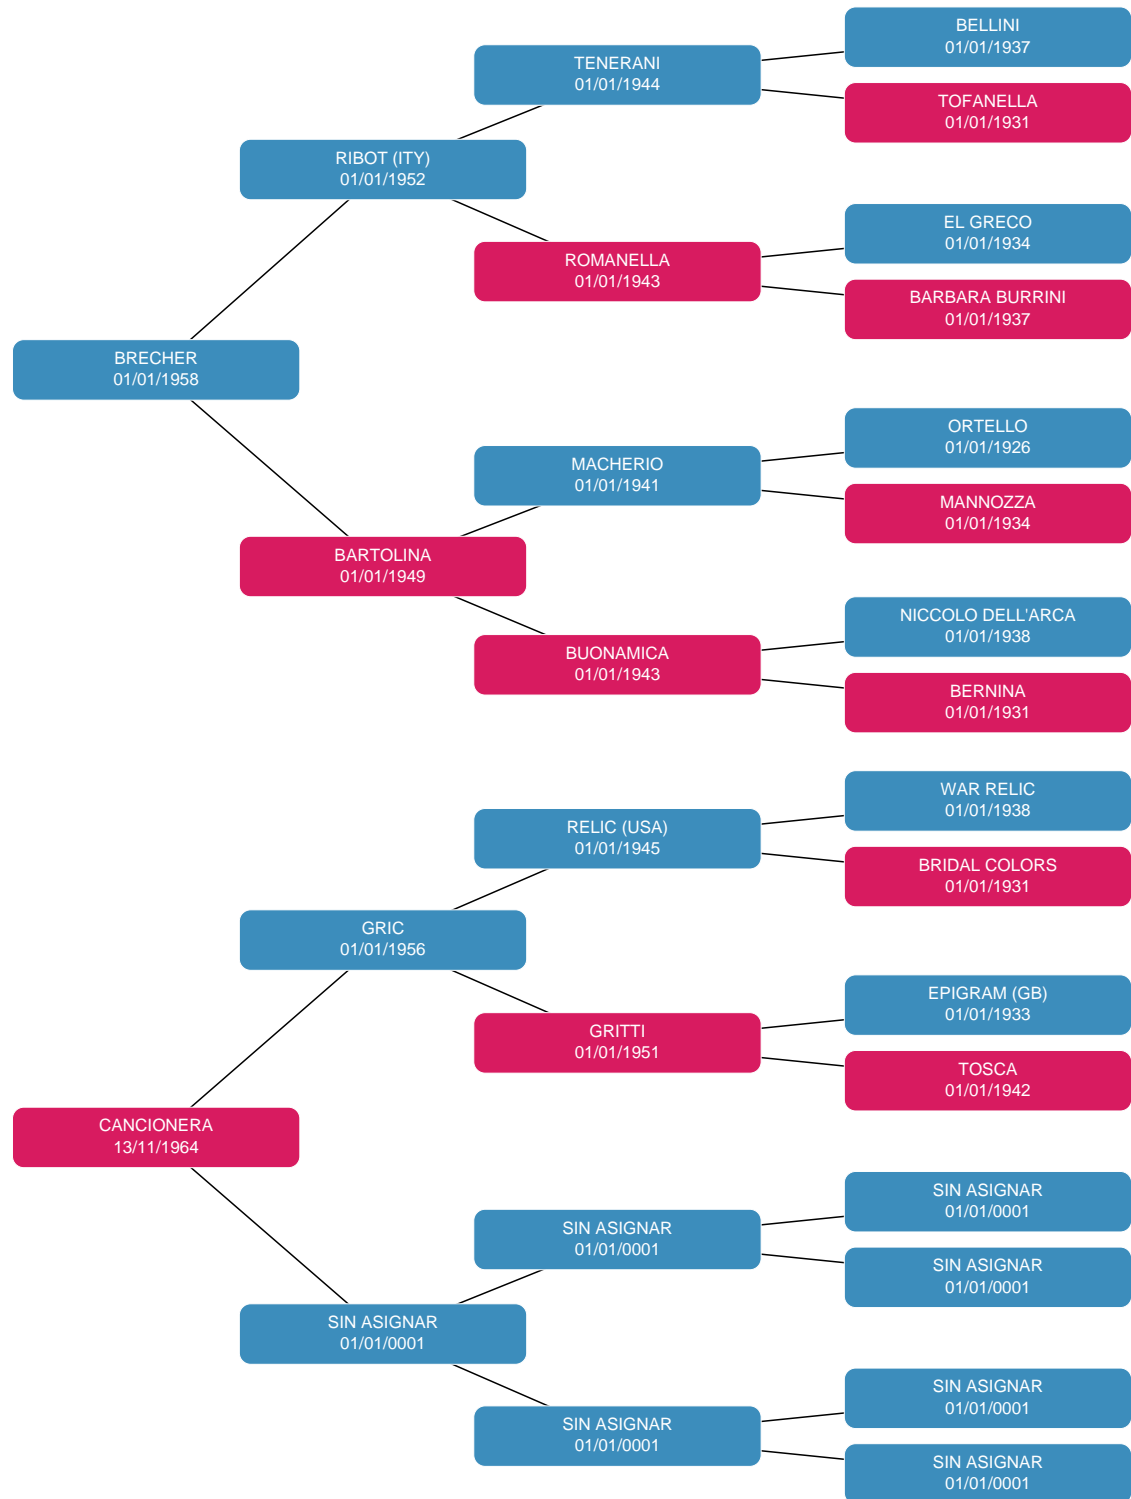 BELLINI
01/01/1937
TENERANI
01/01/1944
TOFANELLA
01/01/1931
RIBOT (ITY)
01/01/1952
EL GRECO
01/01/1934
ROMANELLA
01/01/1943
BARBARA BURRINI
01/01/1937
BRECHER
01/01/1958
ORTELLO
01/01/1926
MACHERIO
01/01/1941
MANNOZZA
01/01/1934
BARTOLINA
01/01/1949
NICCOLO DELL'ARCA
01/01/1938
BUONAMICA
01/01/1943
BERNINA
01/01/1931
WAR RELIC
01/01/1938
RELIC (USA)
01/01/1945
BRIDAL COLORS
01/01/1931
GRIC
01/01/1956
EPIGRAM (GB)
01/01/1933
GRITTI
01/01/1951
TOSCA
01/01/1942
CANCIONERA
13/11/1964
SIN ASIGNAR
01/01/0001
SIN ASIGNAR
01/01/0001
SIN ASIGNAR
01/01/0001
SIN ASIGNAR
01/01/0001
SIN ASIGNAR
01/01/0001
SIN ASIGNAR
01/01/0001
SIN ASIGNAR
01/01/0001